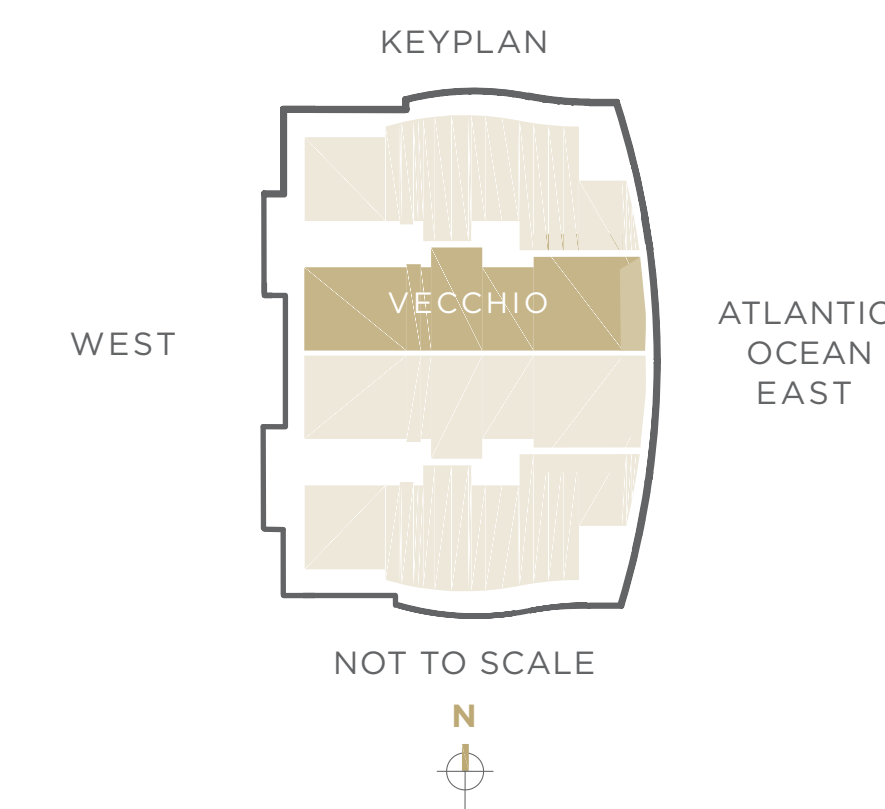 KEYPLAN
VECCHIO
WEST
ATLANTIC
OCEAN
EAST
NOT TO SCALE
N